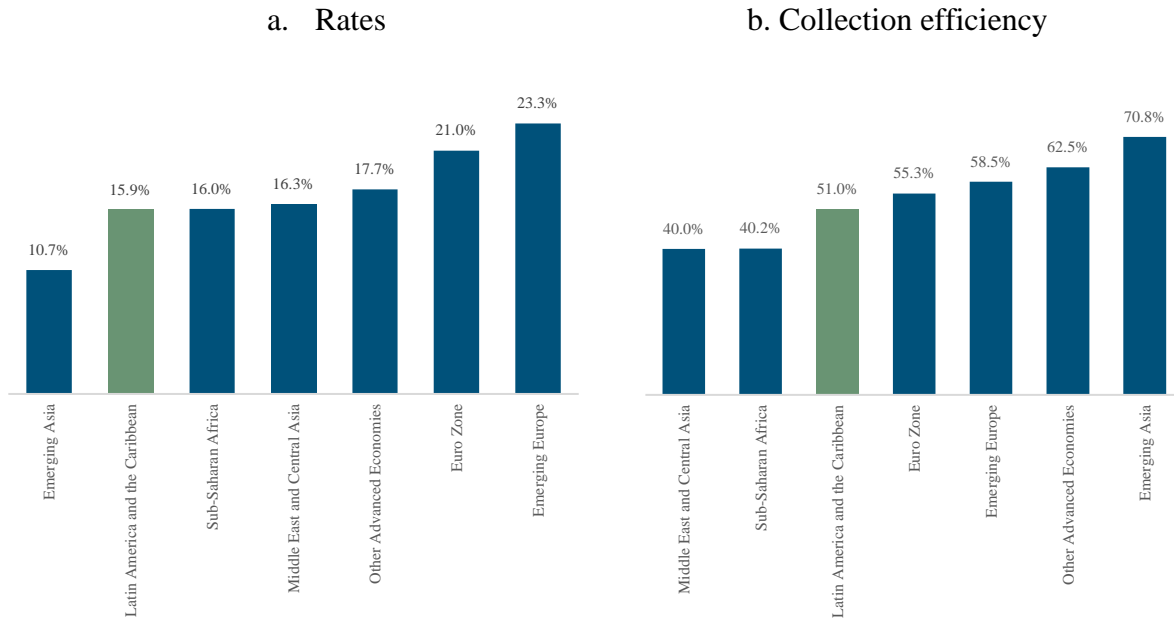 a. Rates
10.7%
15.9%
16.0%
16.3%
17.7%
21.0%
23.3%
Emerging Asia
Latin America and the Caribbean
Sub-Saharan Africa
Middle East and Central Asia
Other Advanced Economies
Euro Zone
Emerging Europe
b. Collection efficiency
40.0%
40.2%
51.0%
55.3%
58.5%
62.5%
70.8%
Middle East and Central Asia
Sub-Saharan Africa
Latin America and the Caribbean
Euro Zone
Emerging Europe
Other Advanced Economies
Emerging Asia